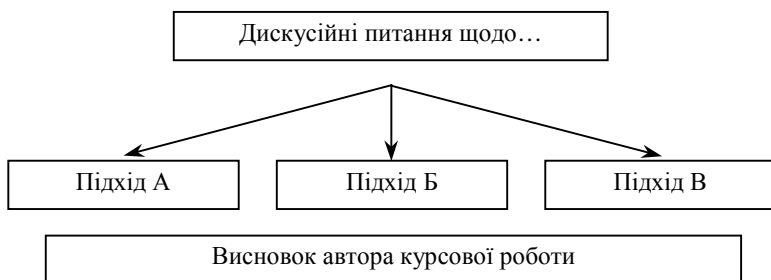 Дискусійні питання щодо…
Підхід А
Підхід Б
Підхід В
Висновок автора курсової роботи